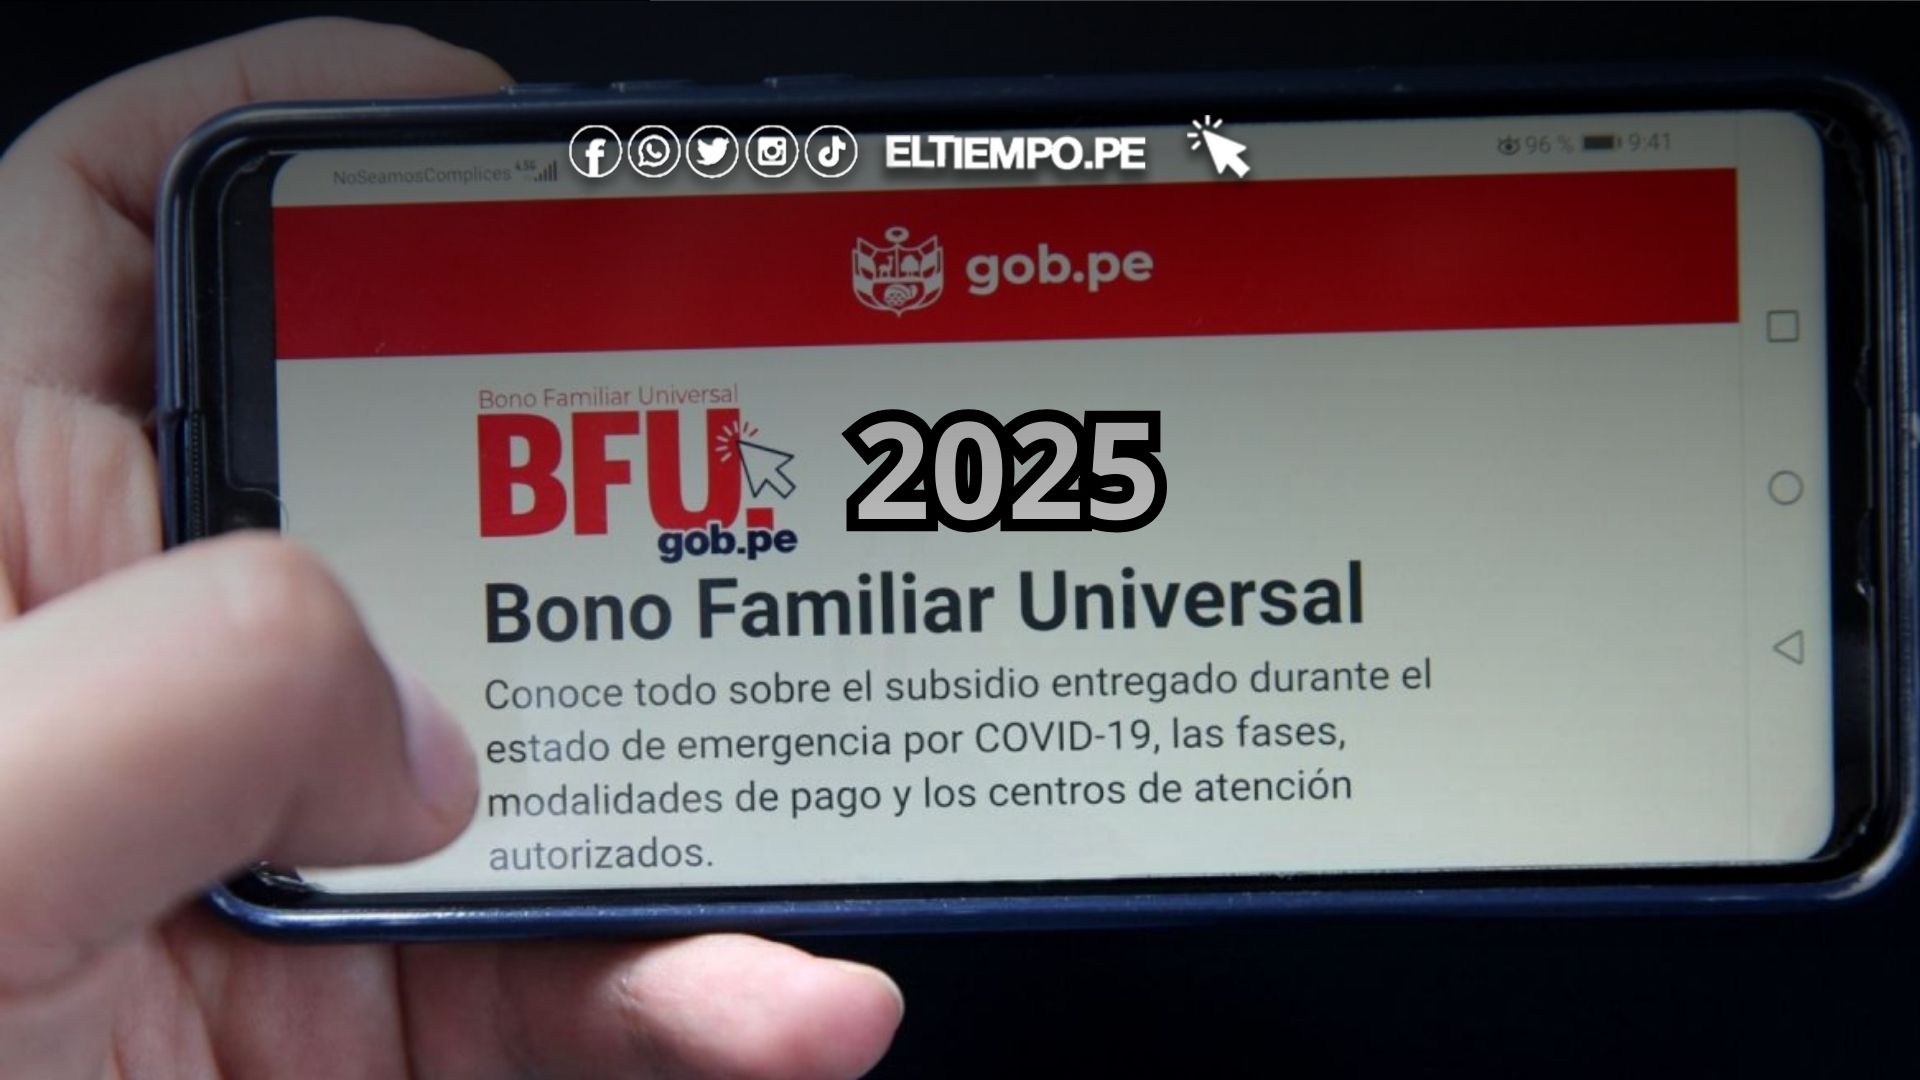 ELTIEMPO.PE
NoSeamosComplices 4.5G
96 % 9:41
gob.pe
Bono Familiar Universal
BFU.
gob.pe
2025
Bono Familiar Universal
Conoce todo sobre el subsidio entregado durante el
estado de emergencia por COVID-19, las fases,
modalidades de pago y los centros de atención
autorizados.